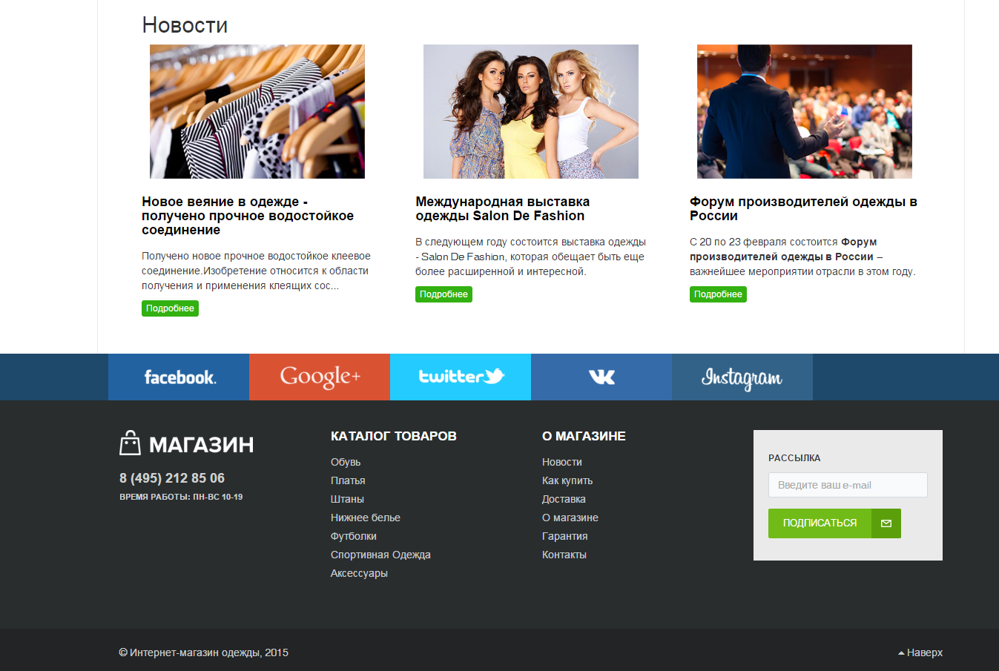 Новости
Новое веяние в одежде -
получено прочное водостойкое
соединение
Получено новое прочное водостойкое клеевое
соединение.Изобретение относится к области
получения и применения клеящих сос...
Подробнее
Международная выставка
одежды Salon De Fashion
В следующем году состоится выставка одежды
- Salon De Fashion, которая обещает быть еще
более расширенной и интересной.
Подробнее
Форум производителей одежды в
России
С 20 по 23 февраля состоится Форум
производителей одежды в России –
важнейшее мероприятии отрасли в этом году.
Подробнее
facebook.
Google+
twitter
VK
Instagram
МАГАЗИН
8 (495) 212 85 06
ВРЕМЯ РАБОТЫ: ПН-ВС 10-19
КАТАЛОГ ТОВАРОВ
Обувь
Платья
Штаны
Нижнее белье
Футболки
Спортивная Одежда
Аксессуары
О МАГАЗИНЕ
Новости
Как купить
Доставка
О магазине
Гарантия
Контакты
РАССЫЛКА
Введите ваш e-mail
ПОДПИСАТЬСЯ
© Интернет-магазин одежды, 2015
Наверх